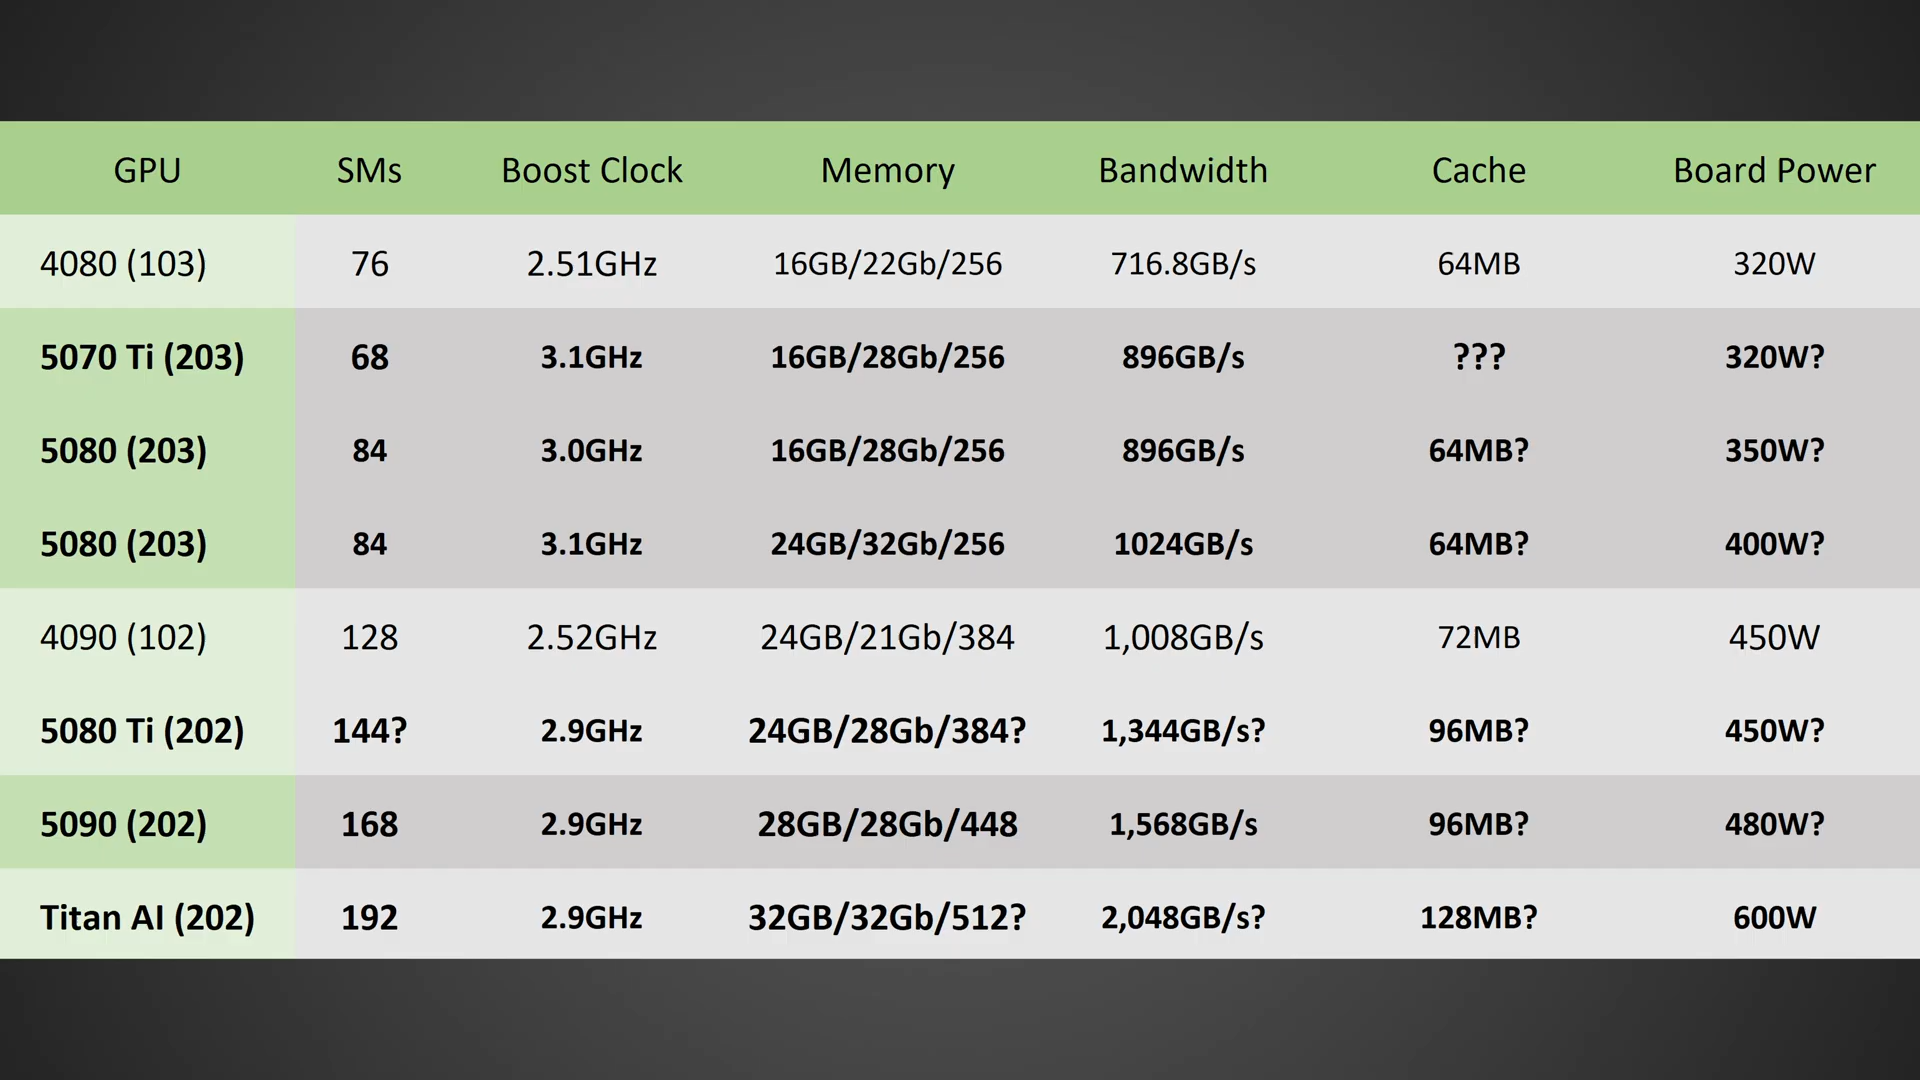 GPU SMs Boost Clock Memory Bandwidth Cache Board Power
4080 (103) 76 2.51GHz 16GB/22Gb/256 716.8GB/s 64MB 320W
5070 Ti (203) 68 3.1GHz 16GB/28Gb/256 896GB/s ??? 320W?
5080 (203) 84 3.0GHz 16GB/28Gb/256 896GB/s 64MB? 350W?
5080 (203) 84 3.1GHz 24GB/32Gb/256 1024GB/s 64MB? 400W?
4090 (102) 128 2.52GHz 24GB/21Gb/384 1,008GB/s 72MB 450W
5080 Ti (202) 144? 2.9GHz 24GB/28Gb/384? 1,344GB/s? 96MB? 450W?
5090 (202) 168 2.9GHz 28GB/28Gb/448 1,568GB/s 96MB? 480W?
Titan AI (202) 192 2.9GHz 32GB/32Gb/512? 2,048GB/s? 128MB? 600W